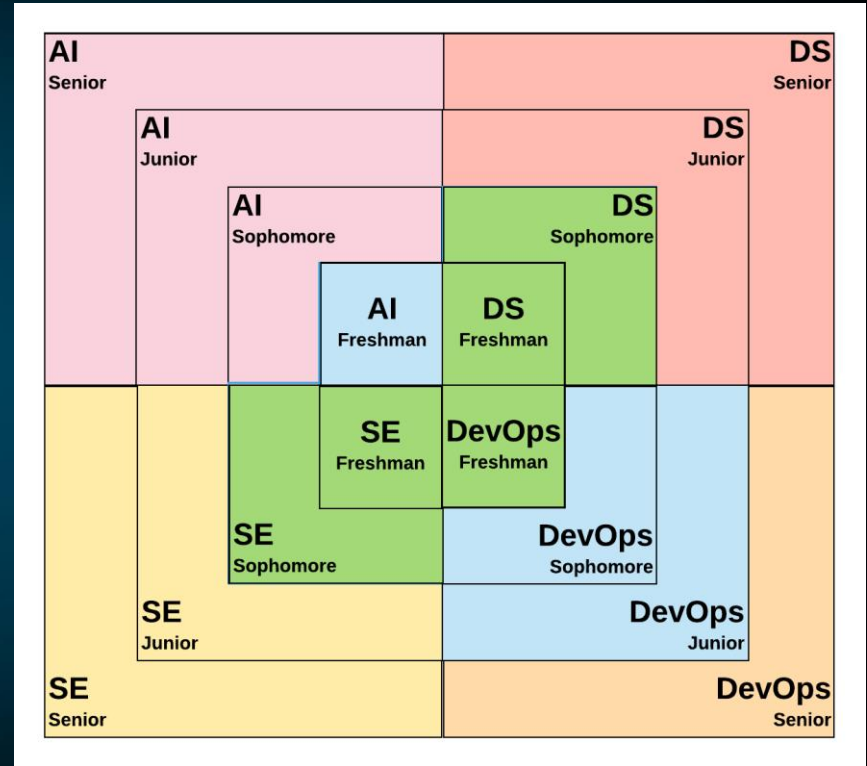 AI
Senior
DS
Senior
AI
Junior
DS
Junior
AI
Sophomore
DS
Sophomore
AI
Freshman
DS
Freshman
SE
Freshman
DevOps
Freshman
SE
Sophomore
DevOps
Sophomore
SE
Junior
DevOps
Junior
SE
Senior
DevOps
Senior